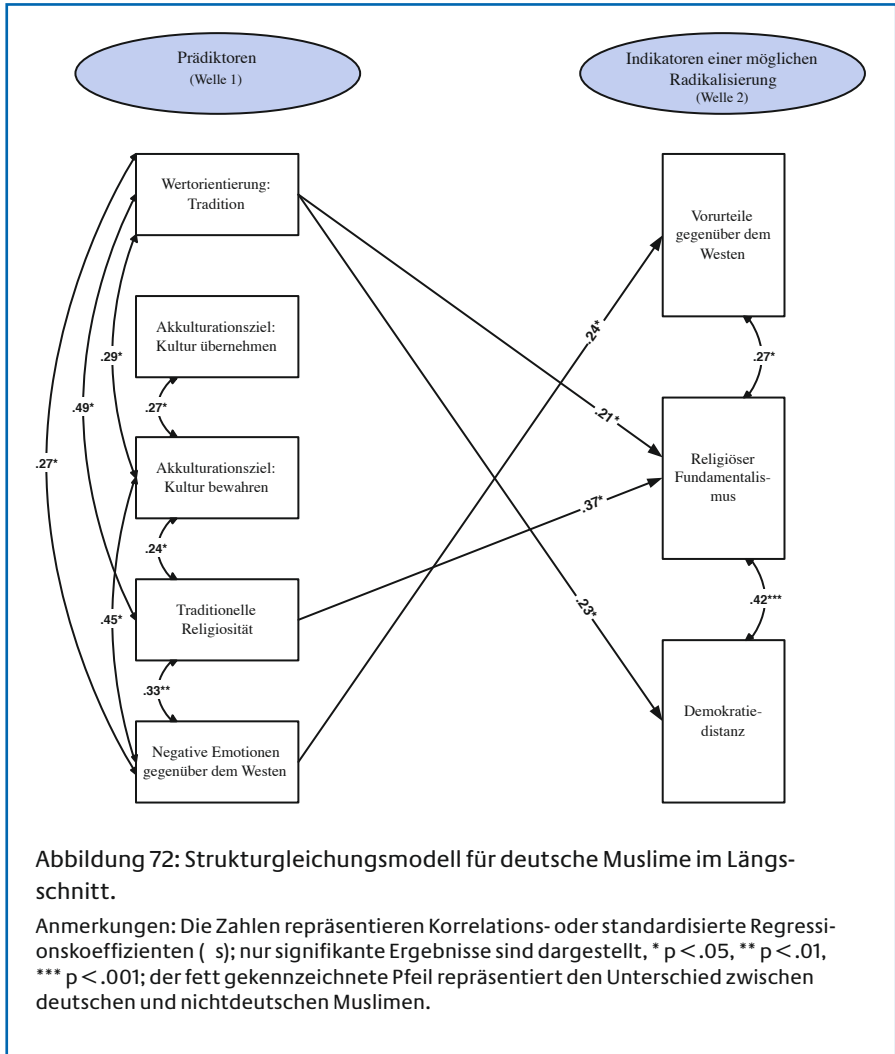 Prädiktoren
(Welle 1)
Indikatoren einer möglichen
Radikalisierung
(Welle 2)
Wertorientierung:
Tradition
Akkulturationsziel:
Kultur übernehmen
Akkulturationsziel:
Kultur bewahren
Traditionelle
Religiosität
Negative Emotionen
gegenüber dem Westen
Vorurteile
gegenüber dem
Westen
Religiöser
Fundamentalis-
mus
Demokratie-
distanz
.27*
.49*
.29*
.27*
.24*
.45*
.33**
.24*
.21*
.37*
.23*
.27*
.42***
Abbildung 72: Strukturgleichungsmodell für deutsche Muslime im Längs-
schnitt.
Anmerkungen: Die Zahlen repräsentieren Korrelations- oder standardisierte Regressi-
onskoeffizienten ( s); nur signifikante Ergebnisse sind dargestellt, * p < .05, ** p < .01,
*** p < .001; der fett gekennzeichnete Pfeil repräsentiert den Unterschied zwischen
deutschen und nichtdeutschen Muslimen.